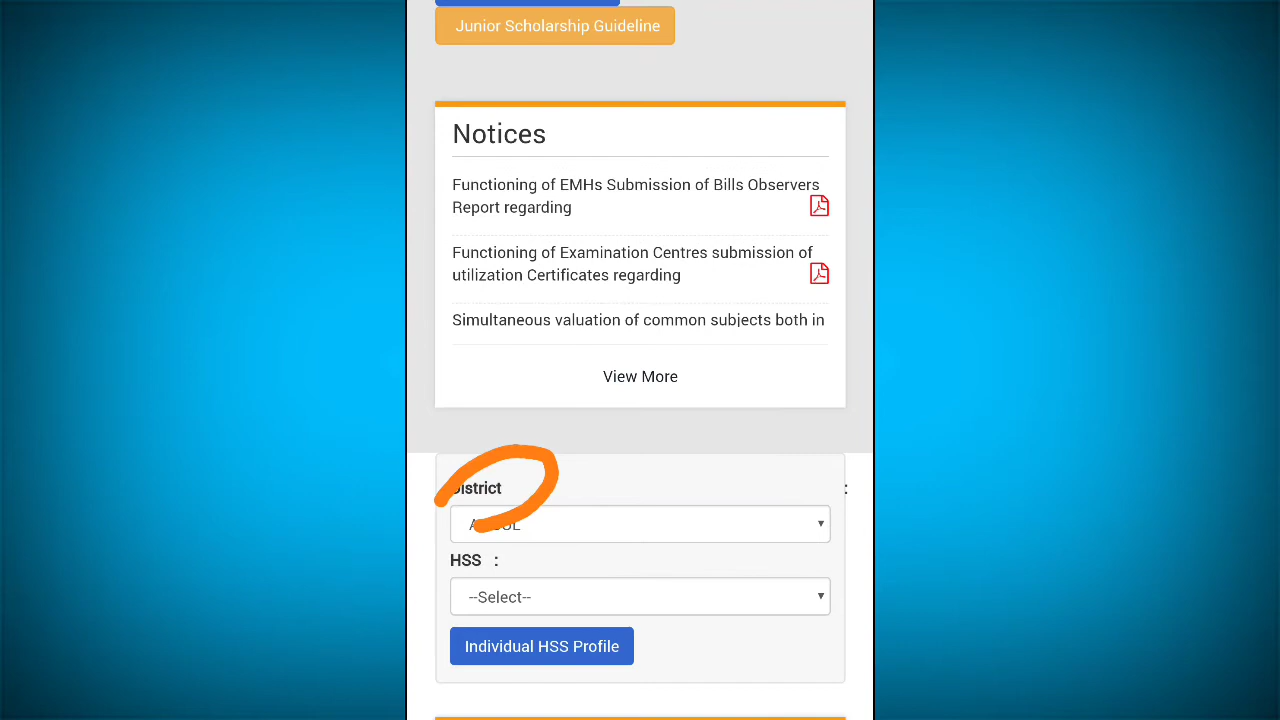 Junior Scholarship Guideline
Notices
Functioning of EMHs Submission of Bills Observers
Report regarding
Functioning of Examination Centres submission of
utilization Certificates regarding
Simultaneous valuation of common subjects both in
View More
District :
HSS :
--Select--
Individual HSS Profile